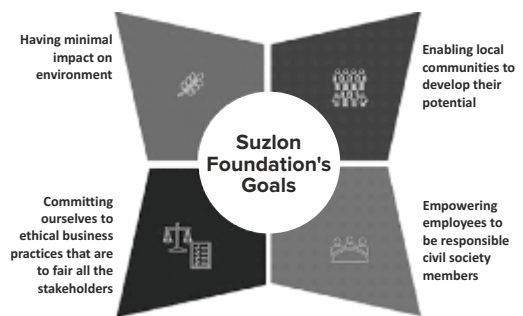 Having minimal
impact on
environment
Enabling local
communities to
develop their
potential
Suzlon
Foundation's
Goals
Committing
ourselves to
ethical business
practices that are
to fair all the
stakeholders
Empowering
employees to
be responsible
civil society
members